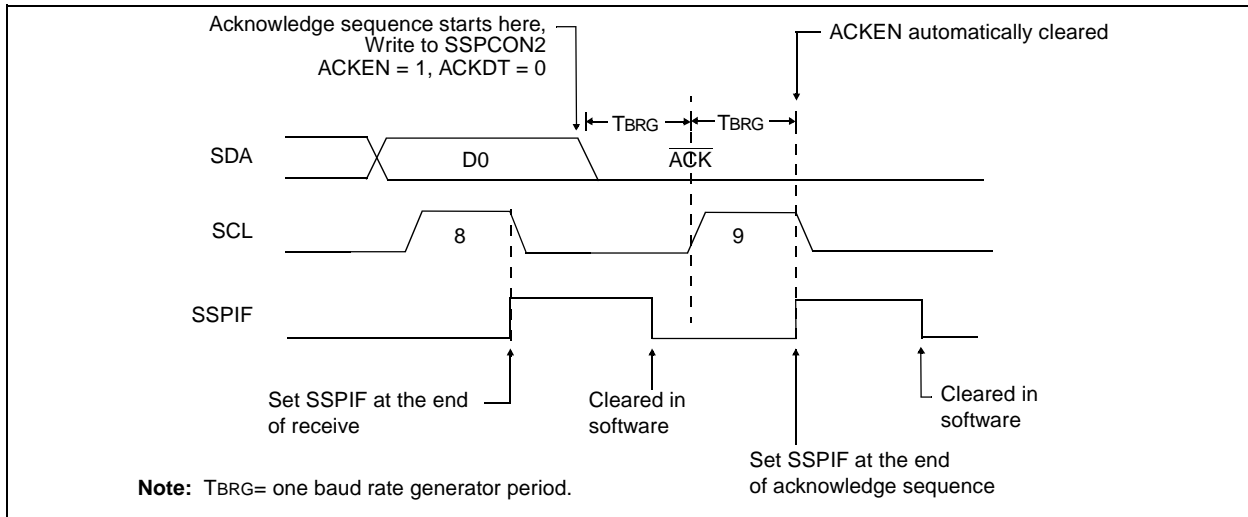 Acknowledge sequence starts here,
Write to SSPCON2
ACKEN = 1, ACKDT = 0
ACKEN automatically cleared
TBRG
TBRG
SDA
D0
ACK
SCL
8
9
SSPIF
Set SSPIF at the end
of receive
Cleared in
software
Set SSPIF at the end
of acknowledge sequence
Cleared in
software
Note: TBRG= one baud rate generator period.